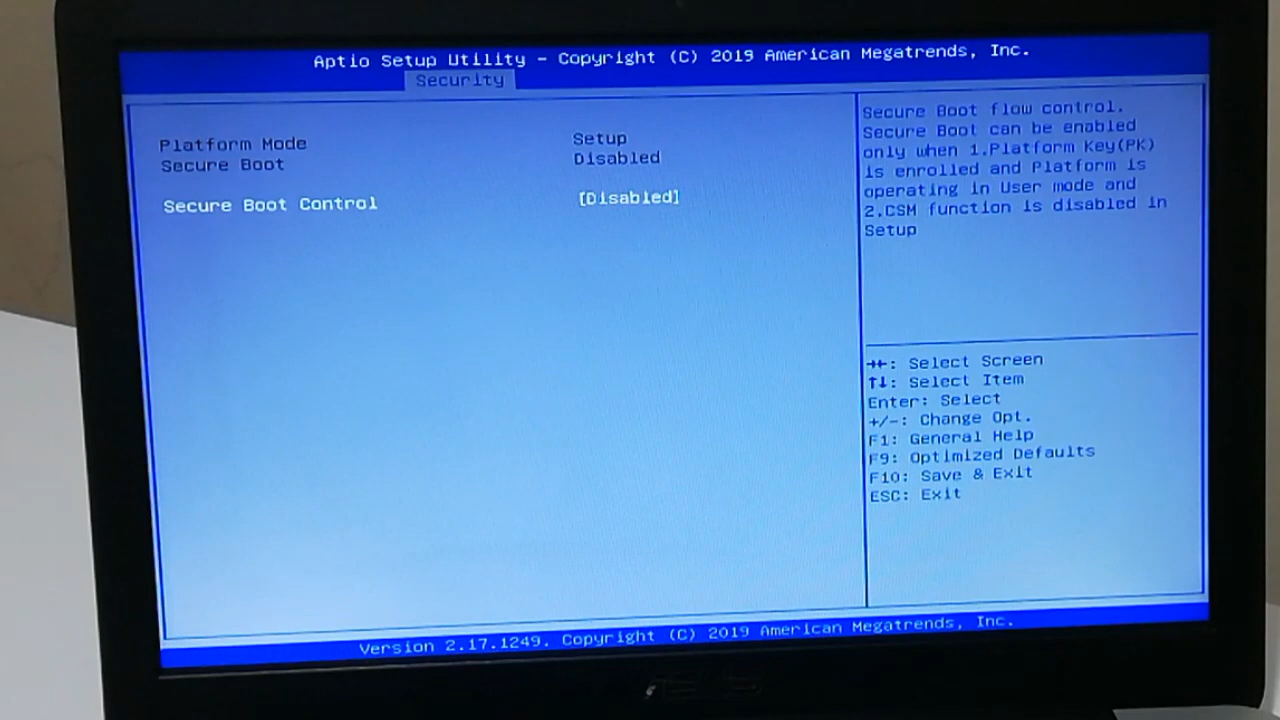 Aptio Setup Utility - Copyright (C) 2019 American Megatrends, Inc.
Security
Platform Mode Setup
Secure Boot Disabled
Secure Boot Control [Disabled]
Secure Boot flow control.
Secure Boot can be enabled
only when 1.Platform Key(PK)
is enrolled and Platform is
operating in User mode and
2.CSM function is disabled in
Setup
→←: Select Screen
↑↓: Select Item
Enter: Select
+/-: Change Opt.
F1: General Help
F9: Optimized Defaults
F10: Save & Exit
ESC: Exit
Version 2.17.1249. Copyright (C) 2019 American Megatrends, Inc.